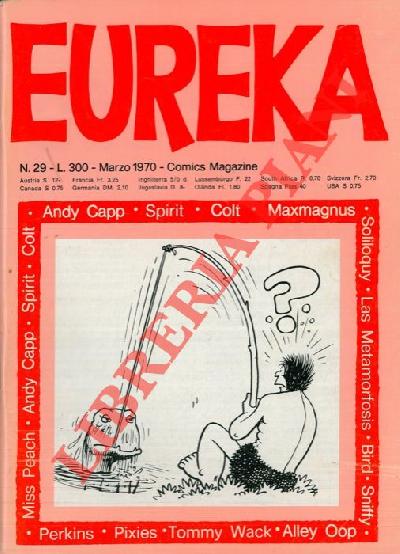 EUREKA
N. 29 - L. 300 - Marzo 1970 - Comics Magazine
Andy Capp · Spirit · Colt · Maxmagnus ·
Soliloquy · Las Metamorfosis · Bird · Sniffy
Miss Peach · Andy Capp · Spirit · Colt
?
· Perkins · Pixies · Tommy Wack · Alley Oop ·
LIBRERIA PIANI